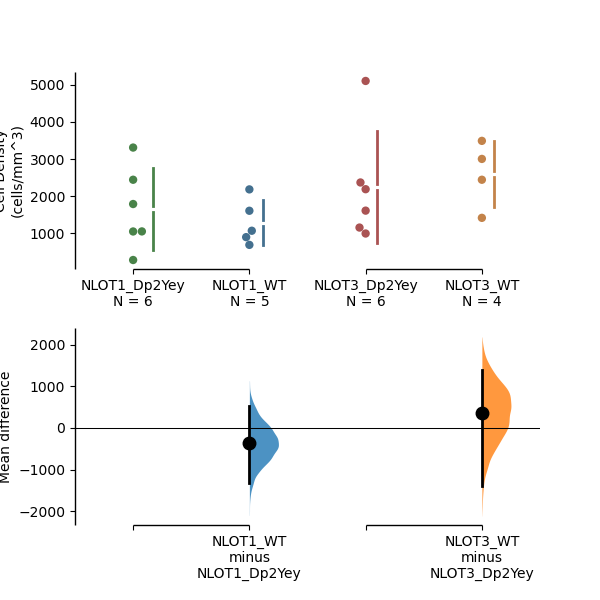 Cell Density
(cells/mm^3)
5000
4000
3000
2000
1000
NLOT1_Dp2Yey
N = 6
NLOT1_WT
N = 5
NLOT3_Dp2Yey
N = 6
NLOT3_WT
N = 4
Mean difference
2000
1000
0
−1000
−2000
NLOT1_WT
minus
NLOT1_Dp2Yey
NLOT3_WT
minus
NLOT3_Dp2Yey